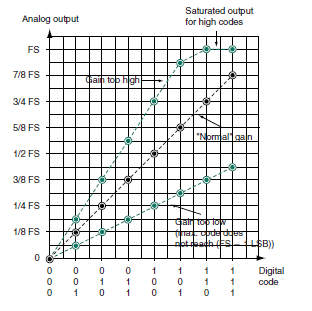 Analog output
Saturated output
for high codes
FS
7/8 FS
Gain too high
3/4 FS
5/8 FS
"Normal" gain
1/2 FS
3/8 FS
1/4 FS
Gain too low
(max. code does
not reach (FS – 1 LSB))
1/8 FS
0
0 0 0 0 1 1 1 1 Digital
0 0 1 1 0 0 1 1 code
0 1 0 1 0 1 0 1